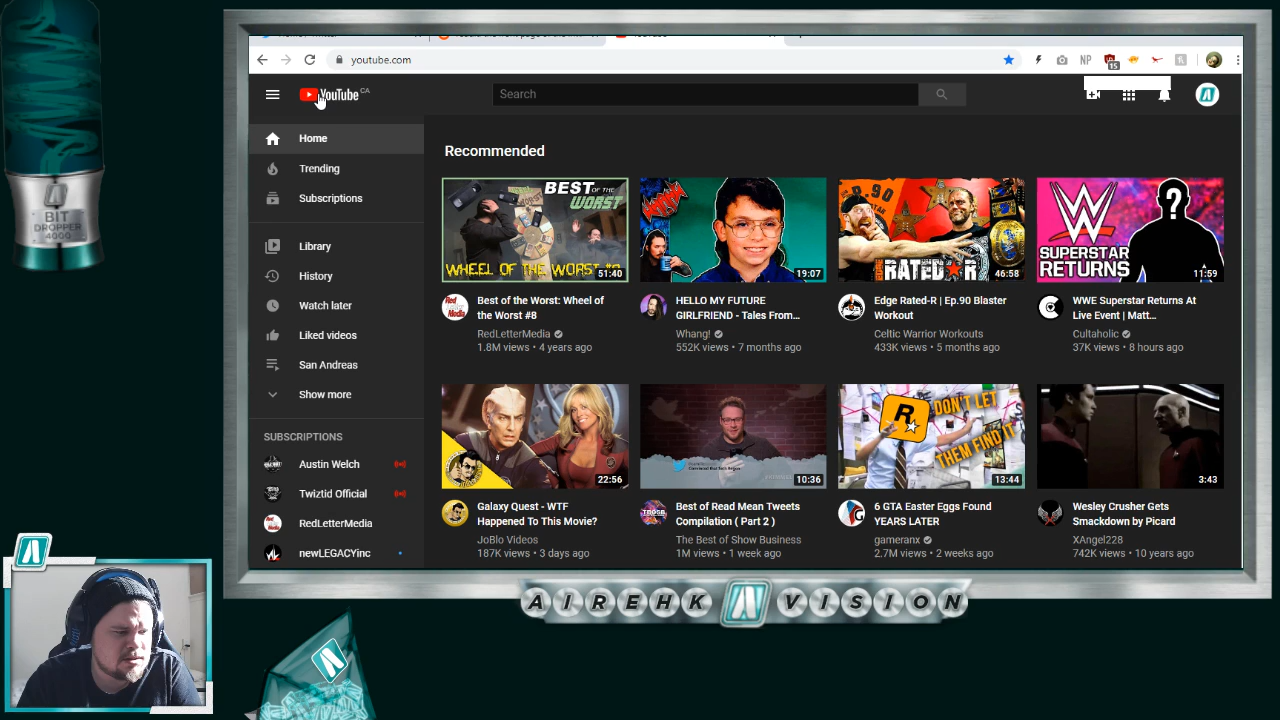 youtube.com
NP
15
YouTube CA
Search
Home
Trending
Subscriptions
Library
History
Watch later
Liked videos
San Andreas
Show more
SUBSCRIPTIONS
Austin Welch
Twiztid Official
RedLetterMedia
newLEGACYinc
Recommended
BEST OF THE WORST
WHEEL OF THE WORST
51:40
Best of the Worst: Wheel of
the Worst #8
RedLetterMedia
1.8M views • 4 years ago
19:07
HELLO MY FUTURE
GIRLFRIEND - Tales From...
Whang!
552K views • 7 months ago
P.90
RATED R
46:58
Edge Rated-R | Ep.90 Blaster
Workout
Celtic Warrior Workouts
433K views • 5 months ago
?
SUPERSTAR
RETURNS
11:59
WWE Superstar Returns At
Live Event | Matt...
Cultaholic
37K views • 8 hours ago
22:56
Galaxy Quest - WTF
Happened To This Movie?
JoBlo Videos
187K views • 3 days ago
10:36
Best of Read Mean Tweets
Compilation ( Part 2 )
The Best of Show Business
1M views • 1 week ago
R
DON'T LET
THEM FIND IT
13:44
6 GTA Easter Eggs Found
YEARS LATER
gameranx
2.7M views • 2 weeks ago
3:43
Wesley Crusher Gets
Smackdown by Picard
XAngel228
742K views • 10 years ago
BIT
DROPPER
4000
AIREHK VISION